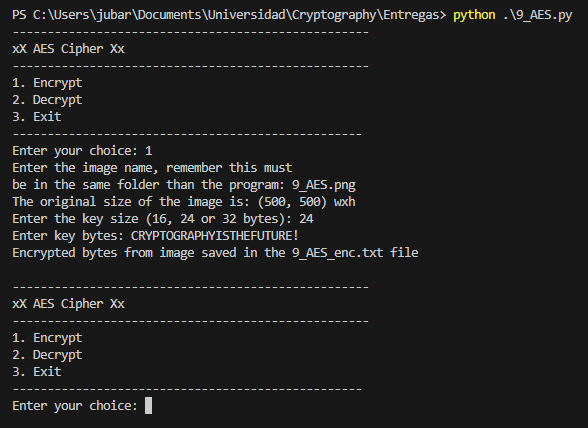 PS C:\Users\jubar\Documents\Universidad\Cryptography\Entregas> python .\9_AES.py
---------------------------------------------------
xX AES Cipher Xx
---------------------------------------------------
1. Encrypt
2. Decrypt
3. Exit
--------------------------------------------------
Enter your choice: 1
Enter the image name, remember this must
be in the same folder than the program: 9_AES.png
The original size of the image is: (500, 500) wxh
Enter the key size (16, 24 or 32 bytes): 24
Enter key bytes: CRYPTOGRAPHYISTHEFUTURE!
Encrypted bytes from image saved in the 9_AES_enc.txt file
---------------------------------------------------
xX AES Cipher Xx
---------------------------------------------------
1. Encrypt
2. Decrypt
3. Exit
--------------------------------------------------
Enter your choice: